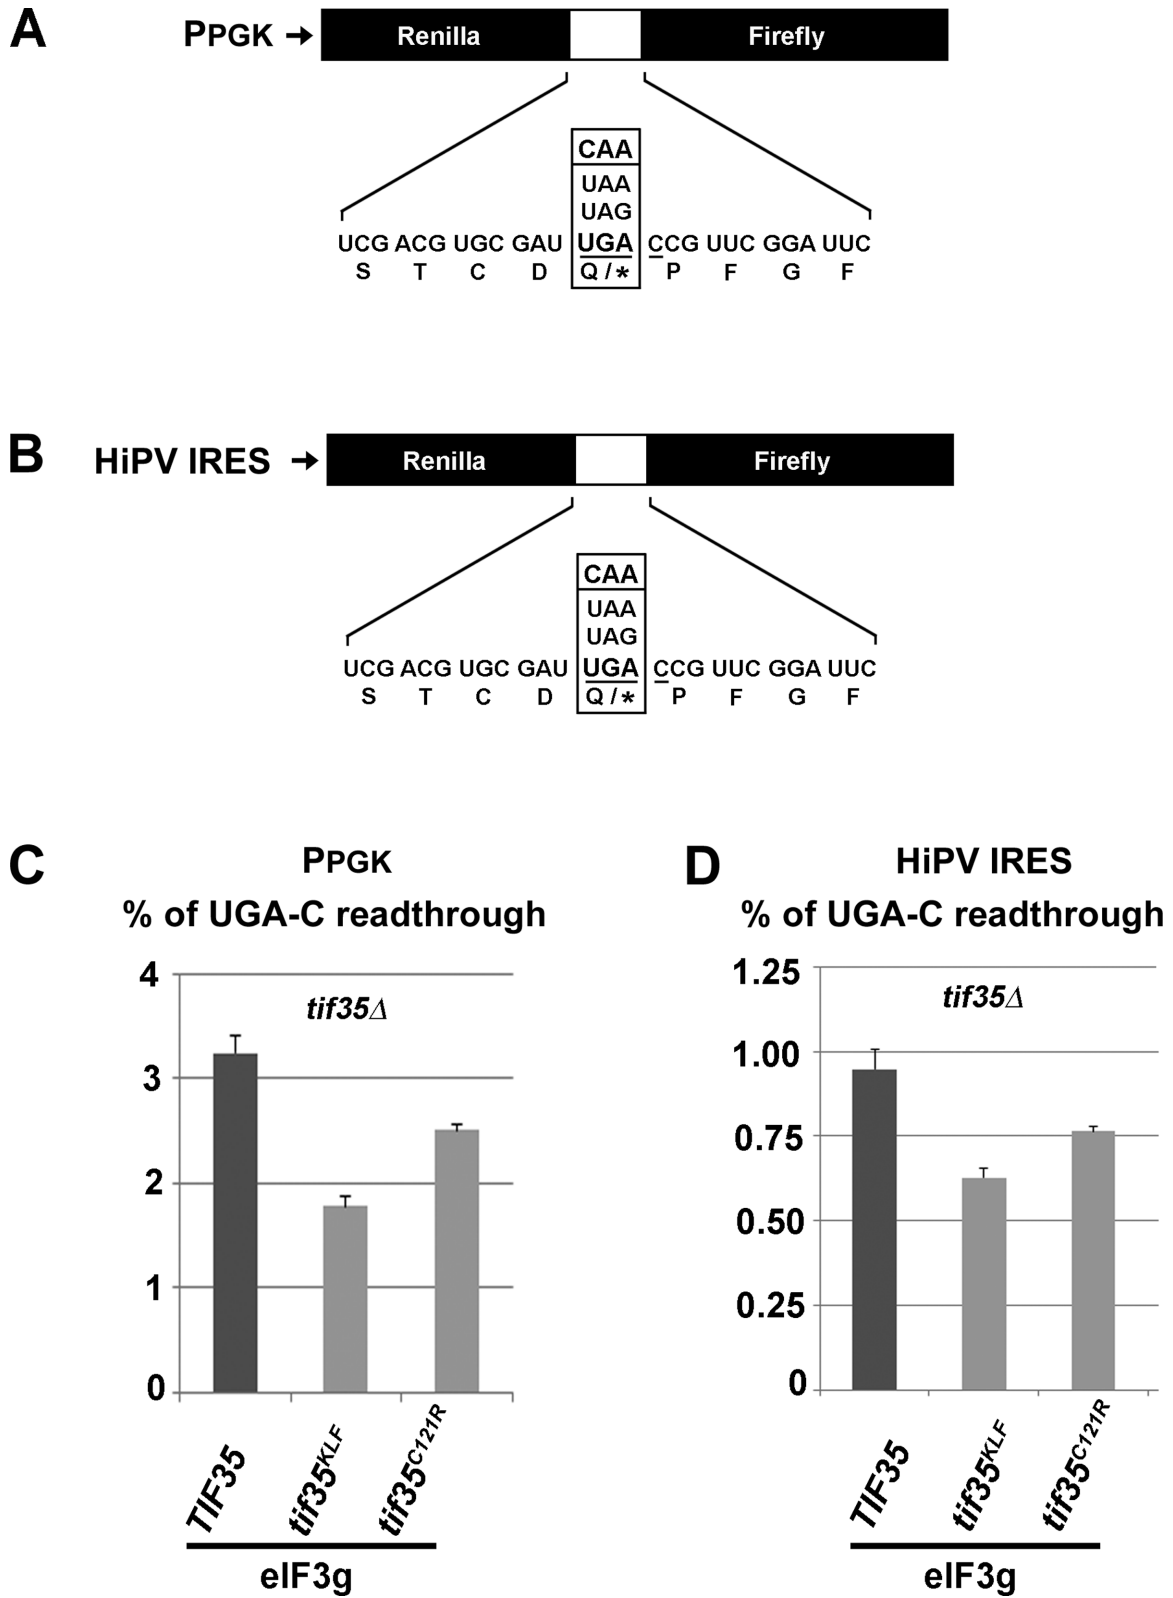 A
PPGK → Renilla Firefly
CAA
UAA
UAG
UCG ACG UGC GAU UGA CCG UUC GGA UUC
S T C D Q / * P F G F
B
HiPV IRES → Renilla Firefly
CAA
UAA
UAG
UCG ACG UGC GAU UGA CCG UUC GGA UUC
S T C D Q / * P F G F
C
PPGK
% of UGA-C readthrough
4
tif35Δ
3
2
1
0
TIF35
tif35KLF
tif35C121R
eIF3g
D
HiPV IRES
% of UGA-C readthrough
1.25
tif35Δ
1.00
0.75
0.50
0.25
0
TIF35
tif35KLF
tif35C121R
eIF3g